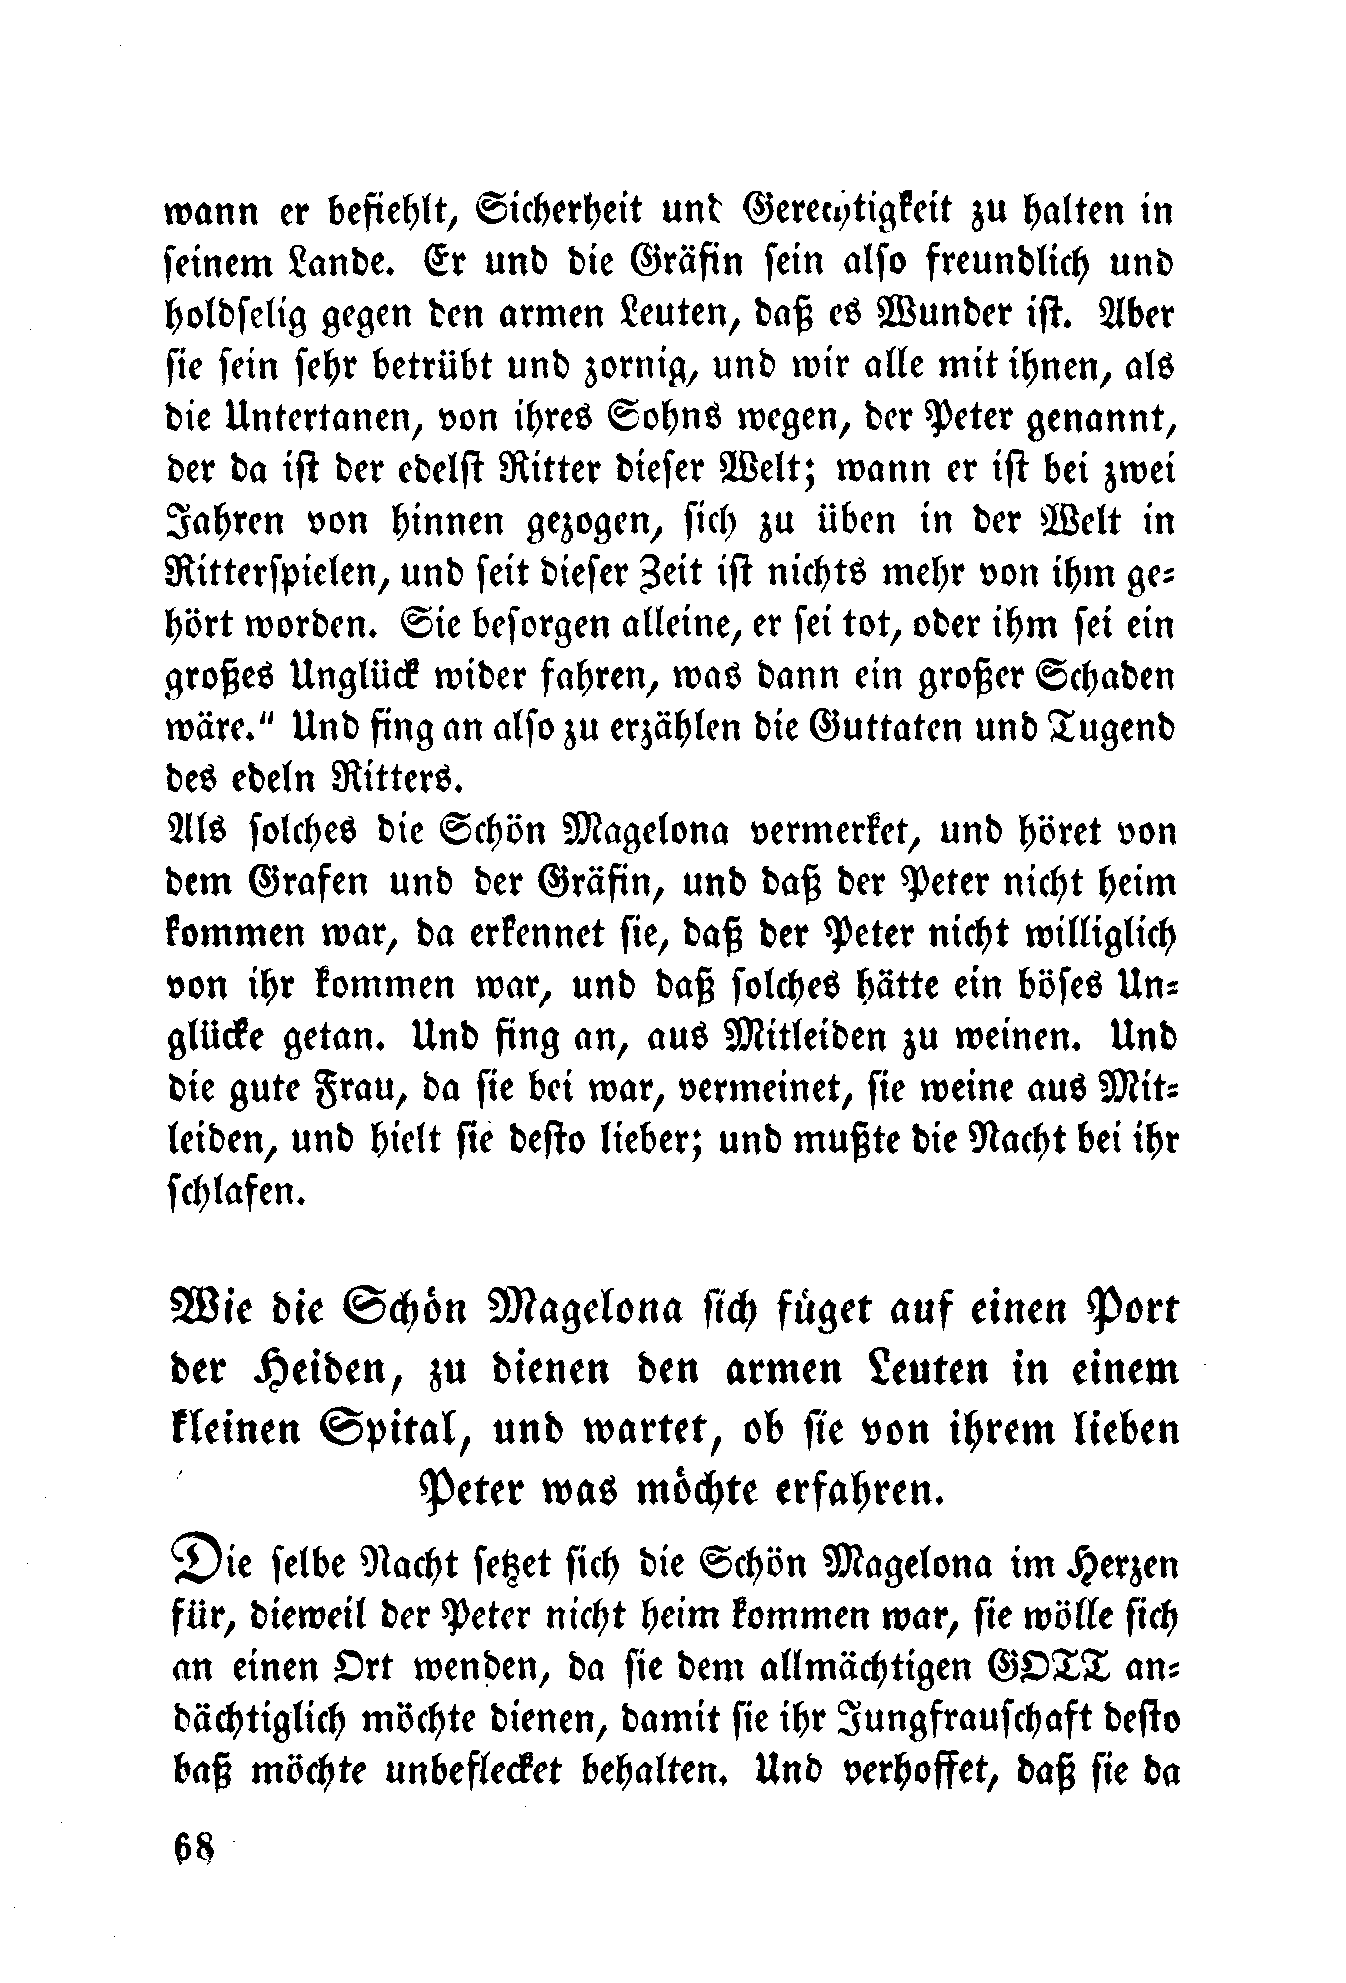 wann er befiehlt, Sicherheit und Gerechtigkeit zu halten in
seinem Lande. Er und die Gräfin sein also freundlich und
holdselig gegen den armen Leuten, daß es Wunder ist. Aber
sie sein sehr betrübt und zornig, und wir alle mit ihnen, als
die Untertanen, von ihres Sohns wegen, der Peter genannt,
der da ist der edelst Ritter dieser Welt; wann er ist bei zwei
Jahren von hinnen gezogen, sich zu üben in der Welt in
Ritterspielen, und seit dieser Zeit ist nichts mehr von ihm ge-
hört worden. Sie besorgen alleine, er sei tot, oder ihm sei ein
großes Unglück wider fahren, was dann ein großer Schaden
wäre.“ Und fing an also zu erzählen die Guttaten und Tugend
des edeln Ritters.
Als solches die Schön Magelona vermerket, und höret von
dem Grafen und der Gräfin, und daß der Peter nicht heim
kommen war, da erkennet sie, daß der Peter nicht williglich
von ihr kommen war, und daß solches hätte ein böses Un-
glücke getan. Und fing an, aus Mitleiden zu weinen. Und
die gute Frau, da sie bei war, vermeinet, sie weine aus Mit-
leiden, und hielt sie desto lieber; und mußte die Nacht bei ihr
schlafen.
Wie die Schön Magelona sich füget auf einen Port
der Heiden, zu dienen den armen Leuten in einem
kleinen Spital, und wartet, ob sie von ihrem lieben
Peter was möchte erfahren.
Die selbe Nacht setzet sich die Schön Magelona im Herzen
für, dieweil der Peter nicht heim kommen war, sie wölle sich
an einen Ort wenden, da sie dem allmächtigen GOTT an-
dächtiglich möchte dienen, damit sie ihr Jungfrauschaft desto
baß möchte unbeflecket behalten. Und verhoffet, daß sie da
68